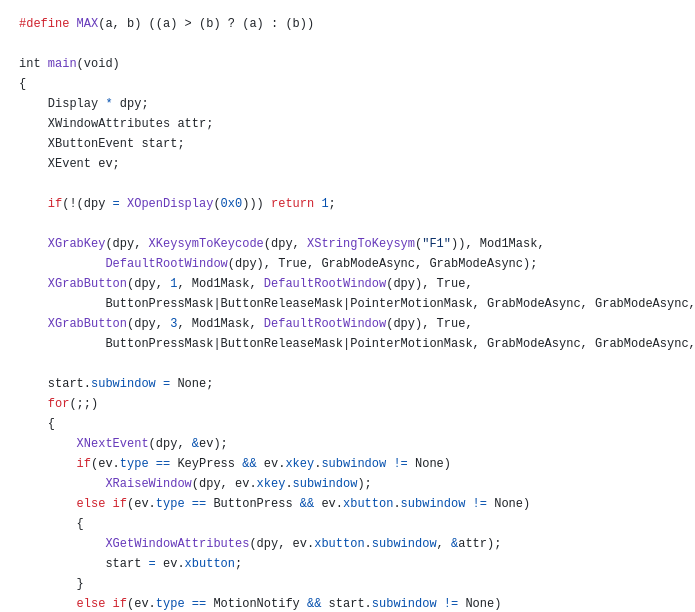 #define MAX(a, b) ((a) > (b) ? (a) : (b))

int main(void)
{
    Display * dpy;
    XWindowAttributes attr;
    XButtonEvent start;
    XEvent ev;

    if(!(dpy = XOpenDisplay(0x0))) return 1;

    XGrabKey(dpy, XKeysymToKeycode(dpy, XStringToKeysym("F1")), Mod1Mask,
            DefaultRootWindow(dpy), True, GrabModeAsync, GrabModeAsync);
    XGrabButton(dpy, 1, Mod1Mask, DefaultRootWindow(dpy), True,
            ButtonPressMask|ButtonReleaseMask|PointerMotionMask, GrabModeAsync, GrabModeAsync,
    XGrabButton(dpy, 3, Mod1Mask, DefaultRootWindow(dpy), True,
            ButtonPressMask|ButtonReleaseMask|PointerMotionMask, GrabModeAsync, GrabModeAsync,

    start.subwindow = None;
    for(;;)
    {
        XNextEvent(dpy, &ev);
        if(ev.type == KeyPress && ev.xkey.subwindow != None)
            XRaiseWindow(dpy, ev.xkey.subwindow);
        else if(ev.type == ButtonPress && ev.xbutton.subwindow != None)
        {
            XGetWindowAttributes(dpy, ev.xbutton.subwindow, &attr);
            start = ev.xbutton;
        }
        else if(ev.type == MotionNotify && start.subwindow != None)